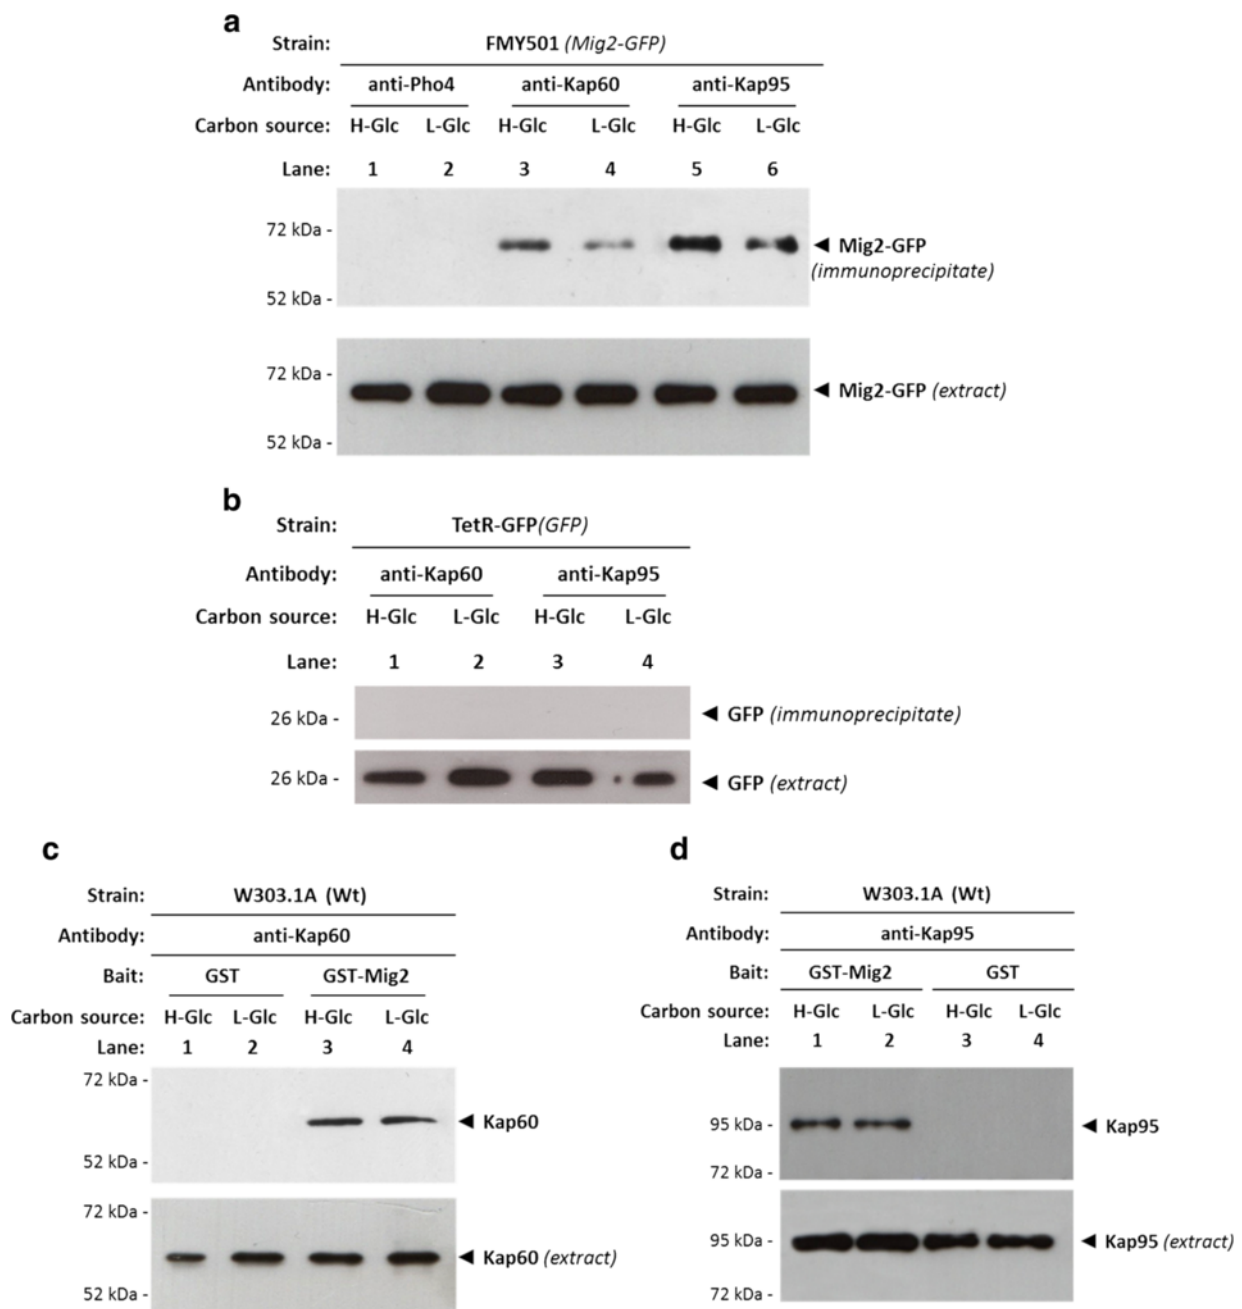 a
Strain: FMY501 (Mig2-GFP)
Antibody: anti-Pho4 anti-Kap60 anti-Kap95
Carbon source: H-Glc L-Glc H-Glc L-Glc H-Glc L-Glc
Lane: 1 2 3 4 5 6
72 kDa -
Mig2-GFP
(immunoprecipitate)
52 kDa -
72 kDa -
Mig2-GFP (extract)
52 kDa -
b
Strain: TetR-GFP(GFP)
Antibody: anti-Kap60 anti-Kap95
Carbon source: H-Glc L-Glc H-Glc L-Glc
Lane: 1 2 3 4
26 kDa - GFP (immunoprecipitate)
26 kDa - GFP (extract)
c
Strain: W303.1A (Wt)
Antibody: anti-Kap60
Bait: GST GST-Mig2
Carbon source: H-Glc L-Glc H-Glc L-Glc
Lane: 1 2 3 4
72 kDa -
Kap60
52 kDa -
72 kDa -
Kap60 (extract)
52 kDa -
d
Strain: W303.1A (Wt)
Antibody: anti-Kap95
Bait: GST-Mig2 GST
Carbon source: H-Glc L-Glc H-Glc L-Glc
Lane: 1 2 3 4
95 kDa - Kap95
72 kDa -
95 kDa - Kap95 (extract)
72 kDa -